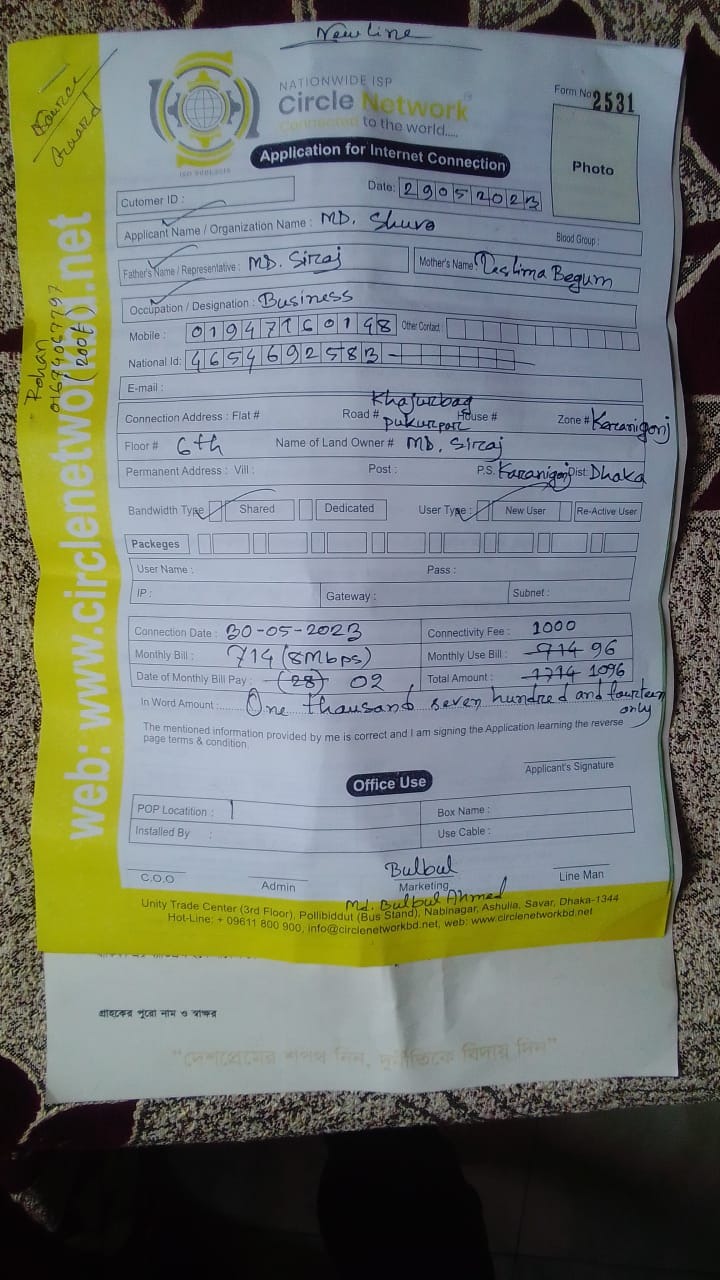 New Line
NATIONWIDE ISP
Circle Network
Connected to the world.....
ISO 9001:2015
Form No 2531
Photo
Application for Internet Connection
Cutomer ID :
Date: 29052023
Applicant Name / Organization Name : MD. Shuvo
Blood Group :
Father's Name / Representative : MD. Siraj
Mother's Name : Taslima Begum
Occupation / Designation : Business
Mobile : 01947160148 Other Contact
National Id: 4654692583
E-mail :
Connection Address : Flat # Road # Khajurbag Pukurpar House # Zone # Keranigonj
Floor # 6th Name of Land Owner # MD. Siraj
Permanent Address : Vill : Post : P.S. Keranigonj Dist: Dhaka
Bandwidth Type : Shared Dedicated User Type : New User Re-Active User
Packeges
User Name : Pass :
IP : Gateway : Subnet :
Connection Date : 30-05-2023 Connectivity Fee : 1000
Monthly Bill : 714 (8Mbps) Monthly Use Bill : 714 96
Date of Monthly Bill Pay : (28) 02 Total Amount : 1714 1096
In Word Amount : One thousand seven hundred and fourteen only
The mentioned information provided by me is correct and I am signing the Application learning the reverse
page terms & condition.
Applicant's Signature
Office Use
POP Locatition : Box Name :
Installed By : Use Cable :
C.O.O Admin Bulbul Marketing Line Man
Md. Bulbul Ahmed
Unity Trade Center (3rd Floor), Pollibiddut (Bus Stand), Nabinagar, Ashulia, Savar, Dhaka-1344
Hot-Line: + 09611 800 900, info@circlenetworkbd.net, web: www.circlenetworkbd.net
web: www.circlenetworkbd.net
Rohan
(200t)
গ্রাহকের পুরো নাম ও স্বাক্ষর
“দেশপ্রেমের শপথ নিন, দুর্নীতিকে বিদায় দিন”